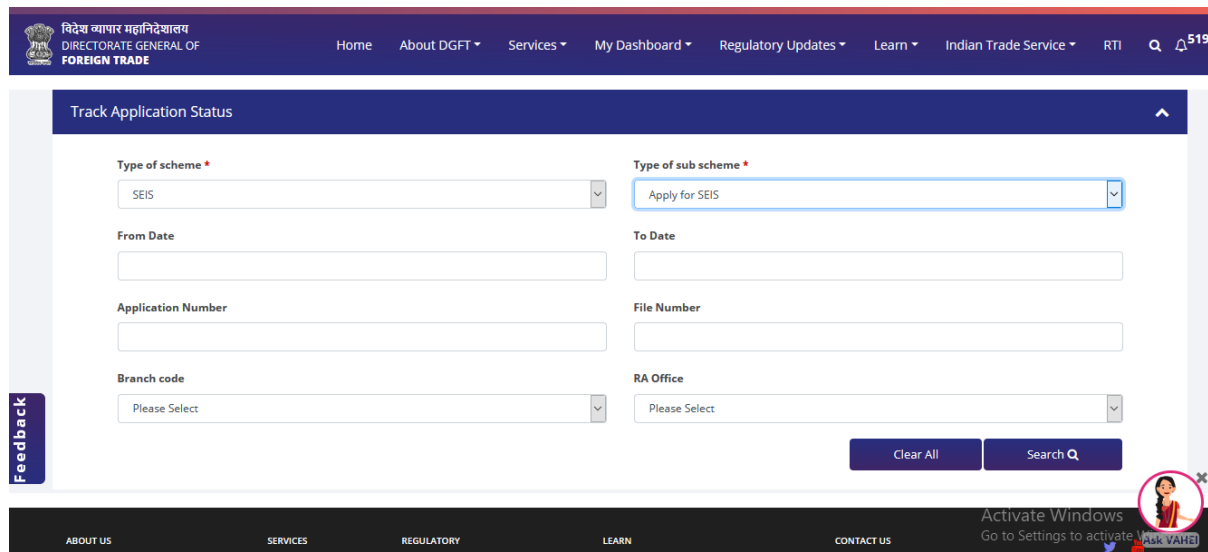 विदेश व्यापार महानिदेशालय
DIRECTORATE GENERAL OF
FOREIGN TRADE
Home About DGFT Services My Dashboard Regulatory Updates Learn Indian Trade Service RTI 519
Track Application Status
Type of scheme * Type of sub scheme *
SEIS Apply for SEIS
From Date To Date
Application Number File Number
Branch code RA Office
Please Select Please Select
Feedback
Clear All Search
Activate Windows
Go to Settings to activate
Ask VAHEI
ABOUT US SERVICES REGULATORY LEARN CONTACT US